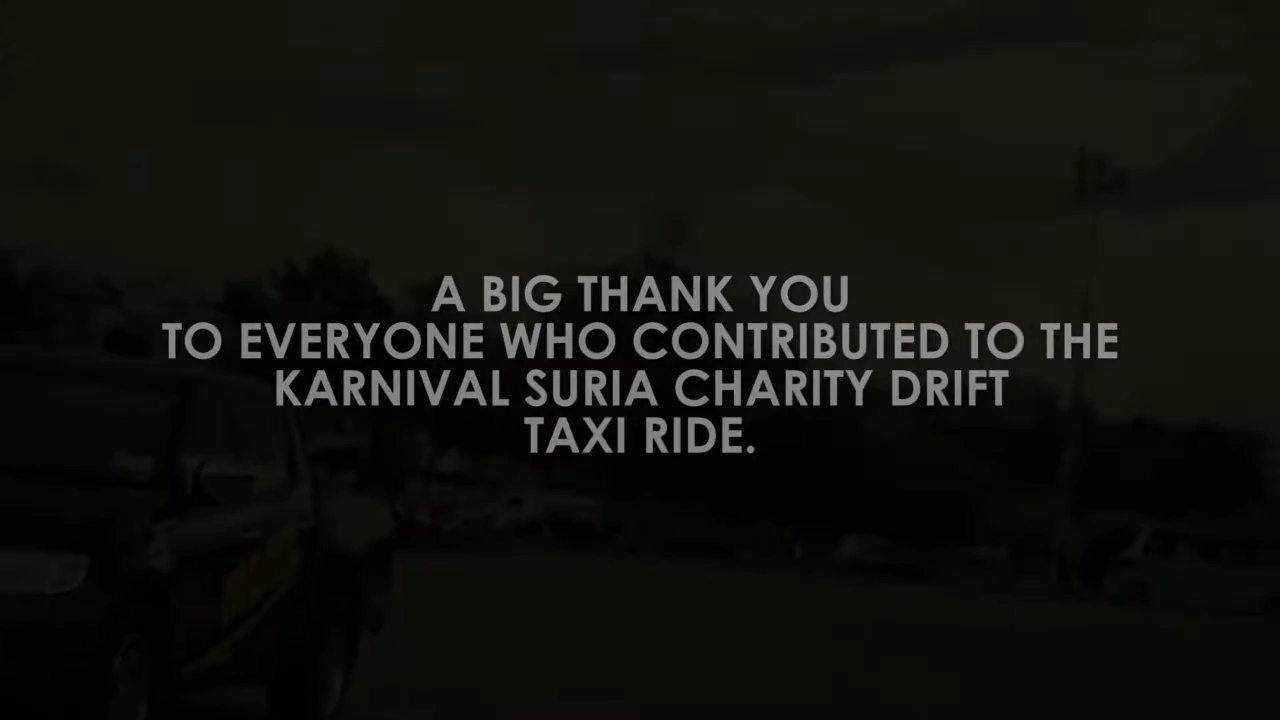 A BIG THANK YOU
TO EVERYONE WHO CONTRIBUTED TO THE
KARNIVAL SURIA CHARITY DRIFT
TAXI RIDE.